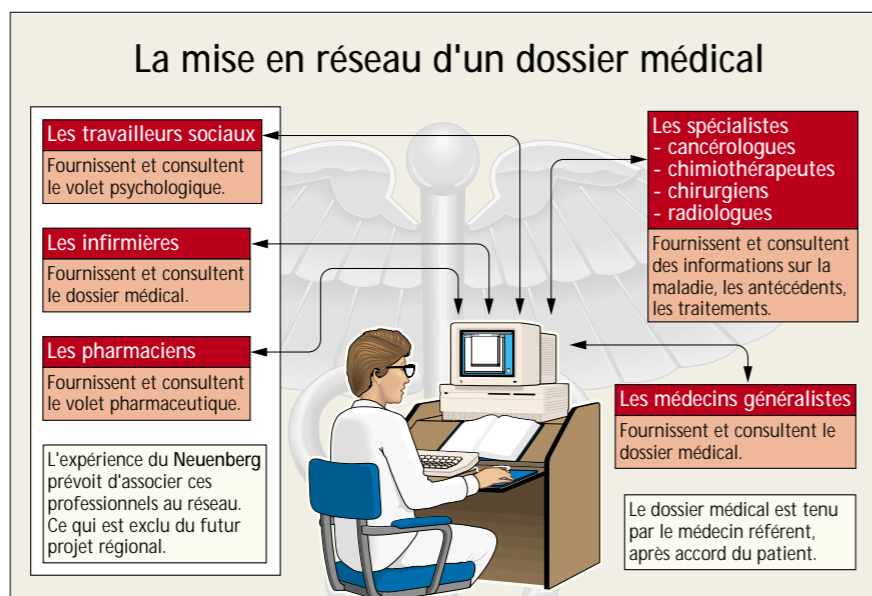 La mise en réseau d'un dossier médical
Les travailleurs sociaux
Fournissent et consultent
le volet psychologique.
Les infirmières
Fournissent et consultent
le dossier médical.
Les pharmaciens
Fournissent et consultent
le volet pharmaceutique.
L'expérience du Neuenberg
prévoit d'associer ces
professionnels au réseau.
Ce qui est exclu du futur
projet régional.
Les spécialistes
- cancérologues
- chimiothérapeutes
- chirurgiens
- radiologues
Fournissent et consultent
des informations sur la
maladie, les antécédents,
les traitements.
Les médecins généralistes
Fournissent et consultent le
dossier médical.
Le dossier médical est tenu
par le médecin référent,
après accord du patient.